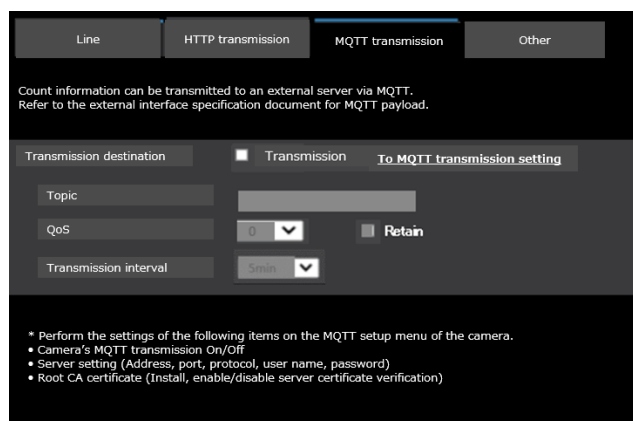 Line HTTP transmission MQTT transmission Other
Count information can be transmitted to an external server via MQTT.
Refer to the external interface specification document for MQTT payload.
Transmission destination Transmission To MQTT transmission setting
Topic
QoS 0 Retain
Transmission interval 5min
* Perform the settings of the following items on the MQTT setup menu of the camera.
• Camera's MQTT transmission On/Off
• Server setting (Address, port, protocol, user name, password)
• Root CA certificate (Install, enable/disable server certificate verification)